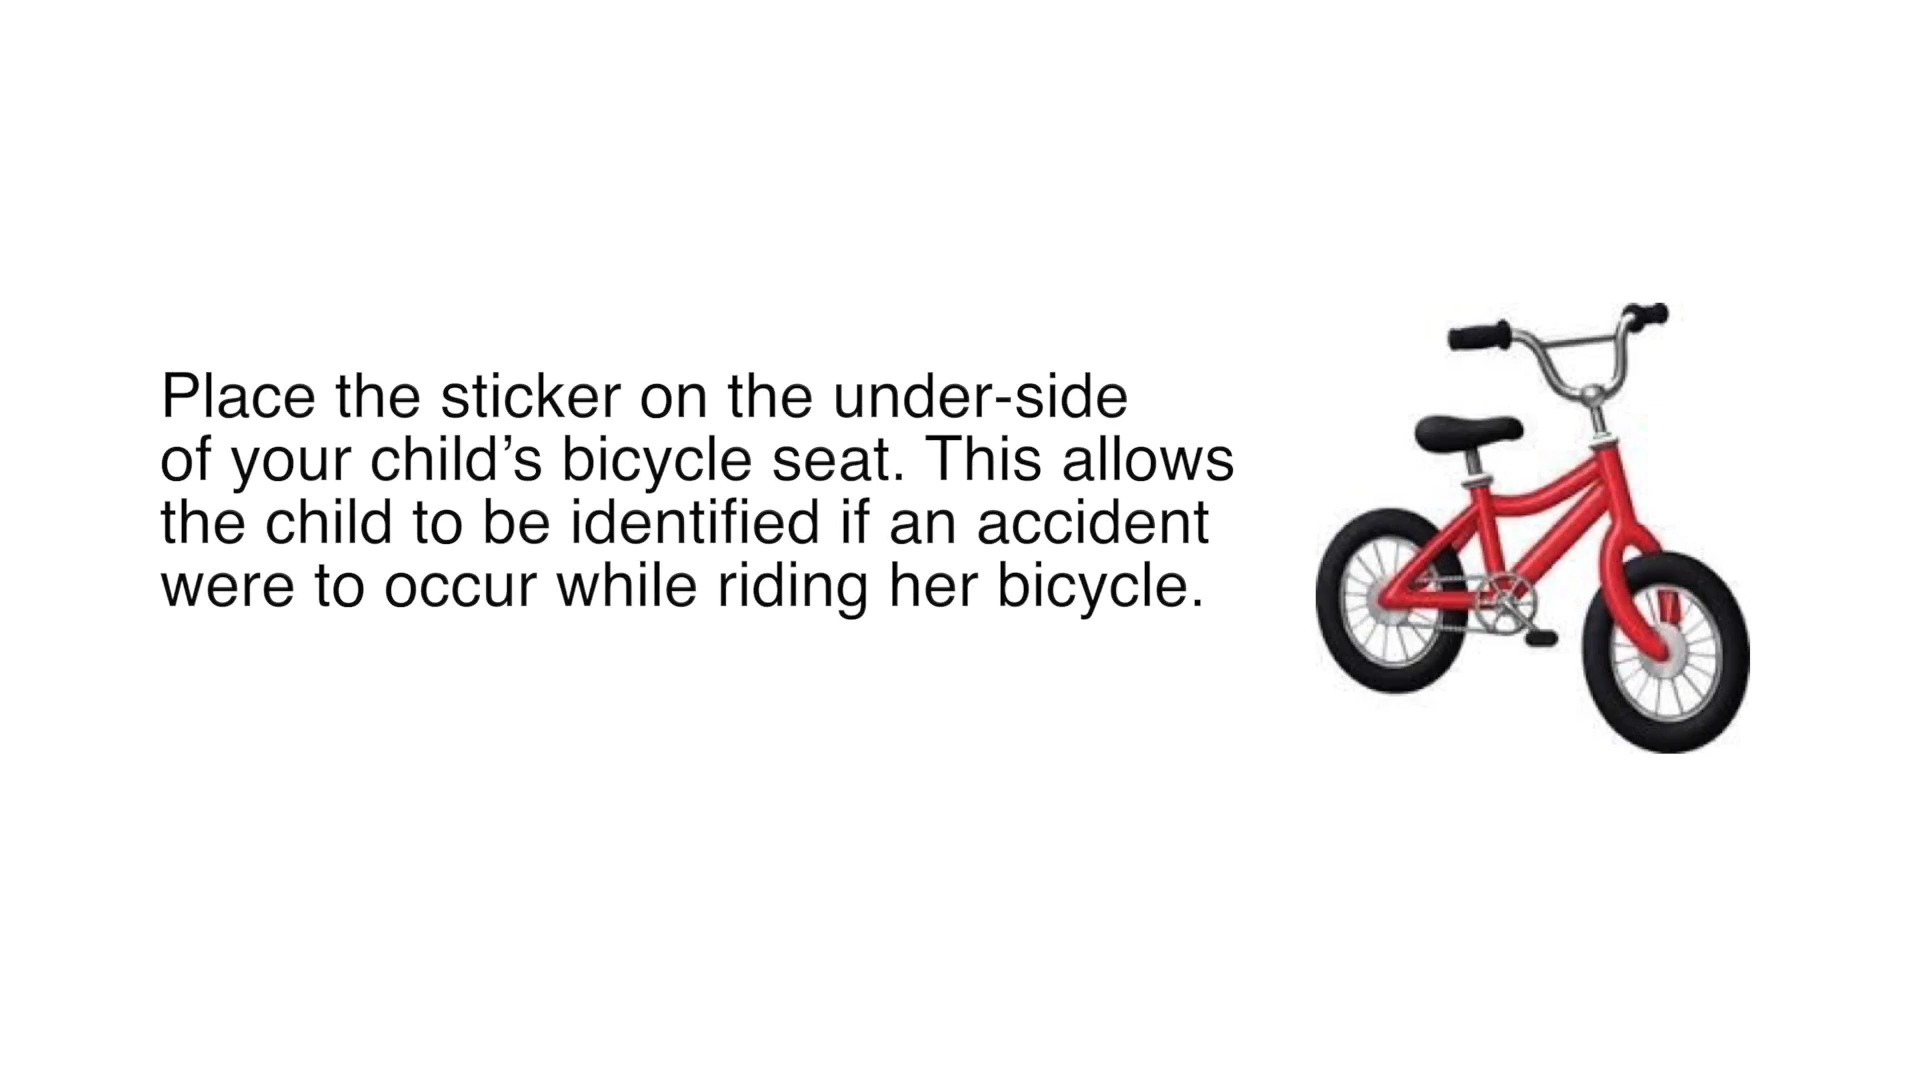 Place the sticker on the under-side
of your child’s bicycle seat. This allows
the child to be identified if an accident
were to occur while riding her bicycle.